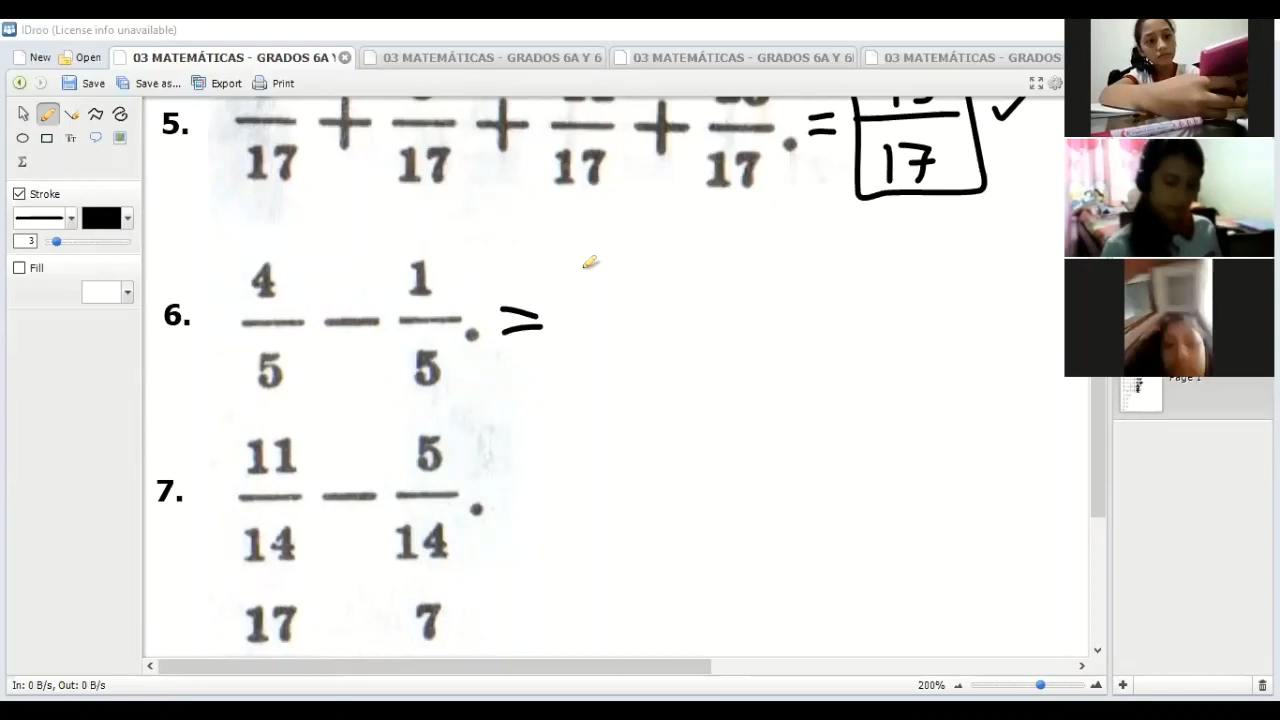 IDroo (License info unavailable)
New Open 03 MATEMÁTICAS - GRADOS 6A Y 03 MATEMÁTICAS - GRADOS 6A Y 6 03 MATEMÁTICAS - GRADOS 6A Y 6 03 MATEMÁTICAS - GRADOS
Save Save as... Export Print
5. 17 + 17 + 17 + 17 . = 17 ✓
Tr
Σ
Stroke
3
Fill
4 1
6. — — — . =
5 5
Page 1
11 5
7. — — — .
14 14
17 7
In: 0 B/s, Out: 0 B/s 200%